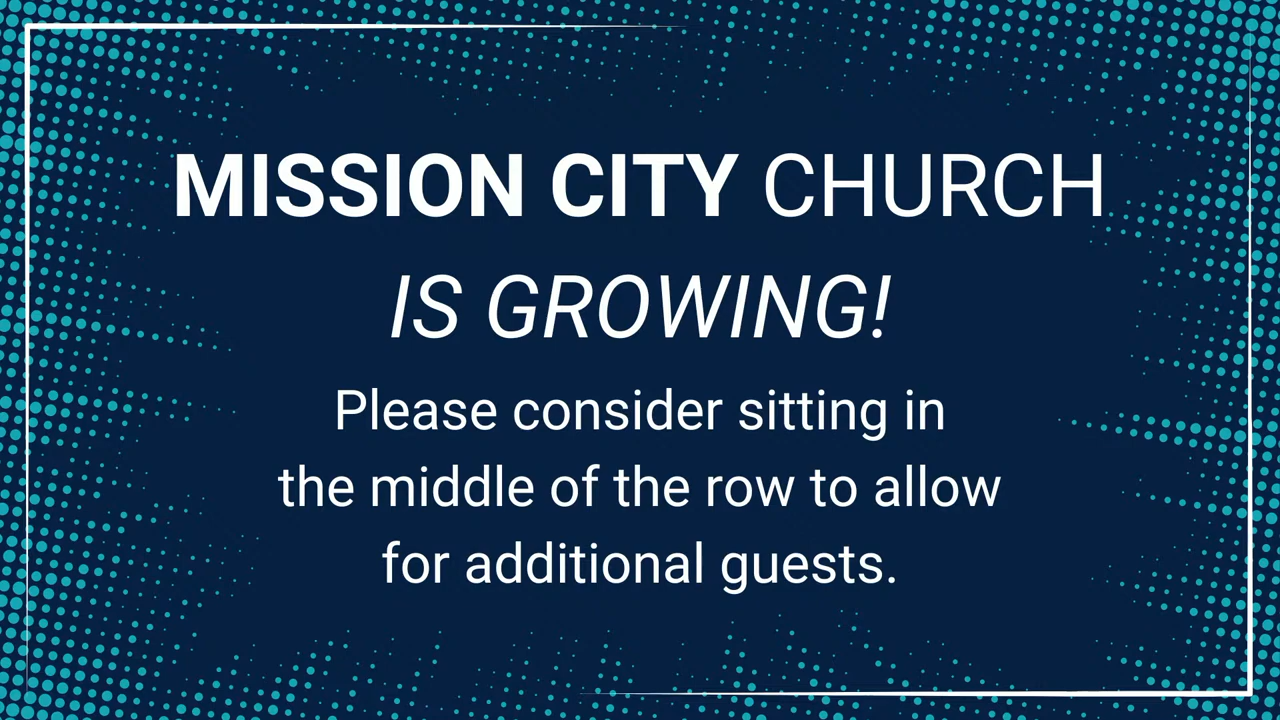 MISSION CITY CHURCH
IS GROWING!
Please consider sitting in
the middle of the row to allow
for additional guests.